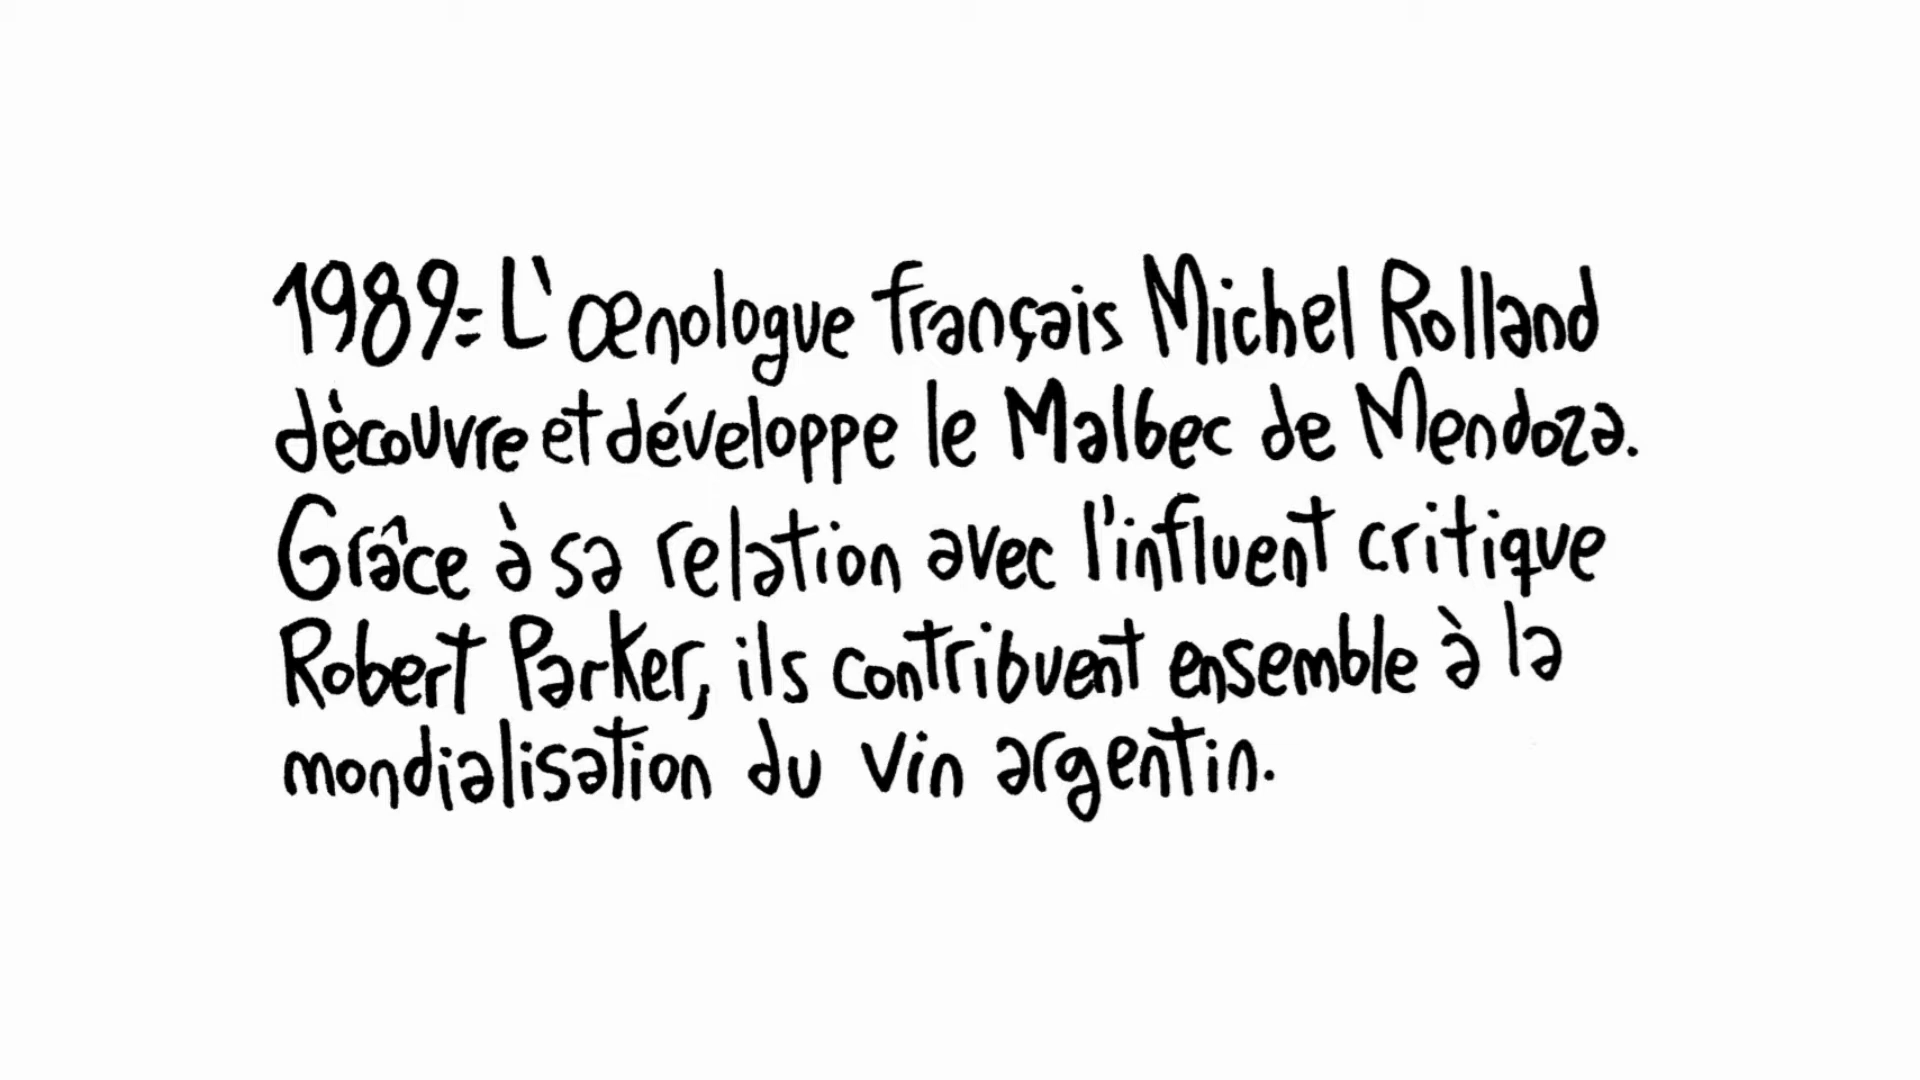 1989: L'œnologue français Michel Rolland
dècouvre et développe le Malbec de Mendoza.
Grâce à sa relation avec l'influent critique
Robert Parker, ils contribuent ensemble à la
mondialisation du vin argentin.